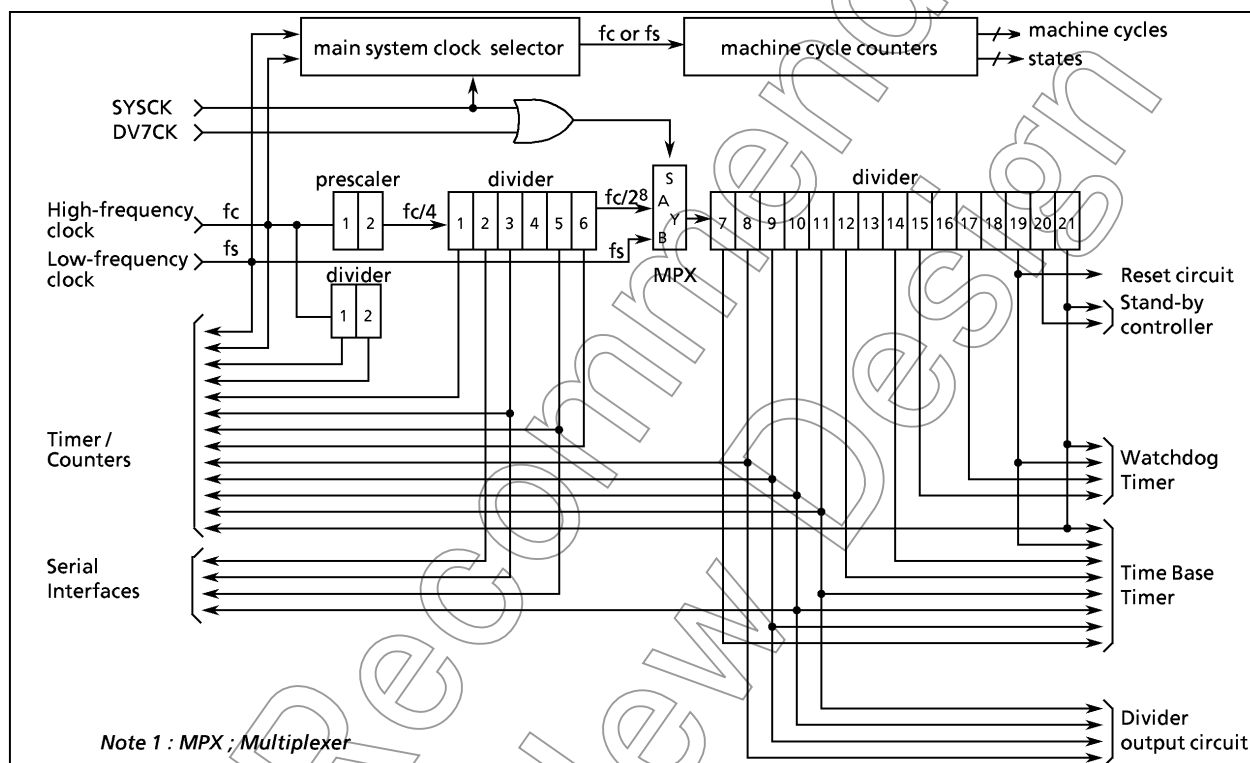 main system clock selector
fc or fs
machine cycle counters
machine cycles
states
SYSCK
DV7CK
prescaler
divider
divider
High-frequency
clock
fc
1 2
fc/4
1 2 3 4 5 6
fc/2⁸
S
A
Y
B
7 8 9 10 11 12 13 14 15 16 17 18 19 20 21
Low-frequency
clock
fs
fs
MPX
divider
1 2
Reset circuit
Stand-by
controller
Timer /
Counters
Watchdog
Timer
Serial
Interfaces
Time Base
Timer
Divider
output circuit
Note 1 : MPX ; Multiplexer
Recommend
New Design